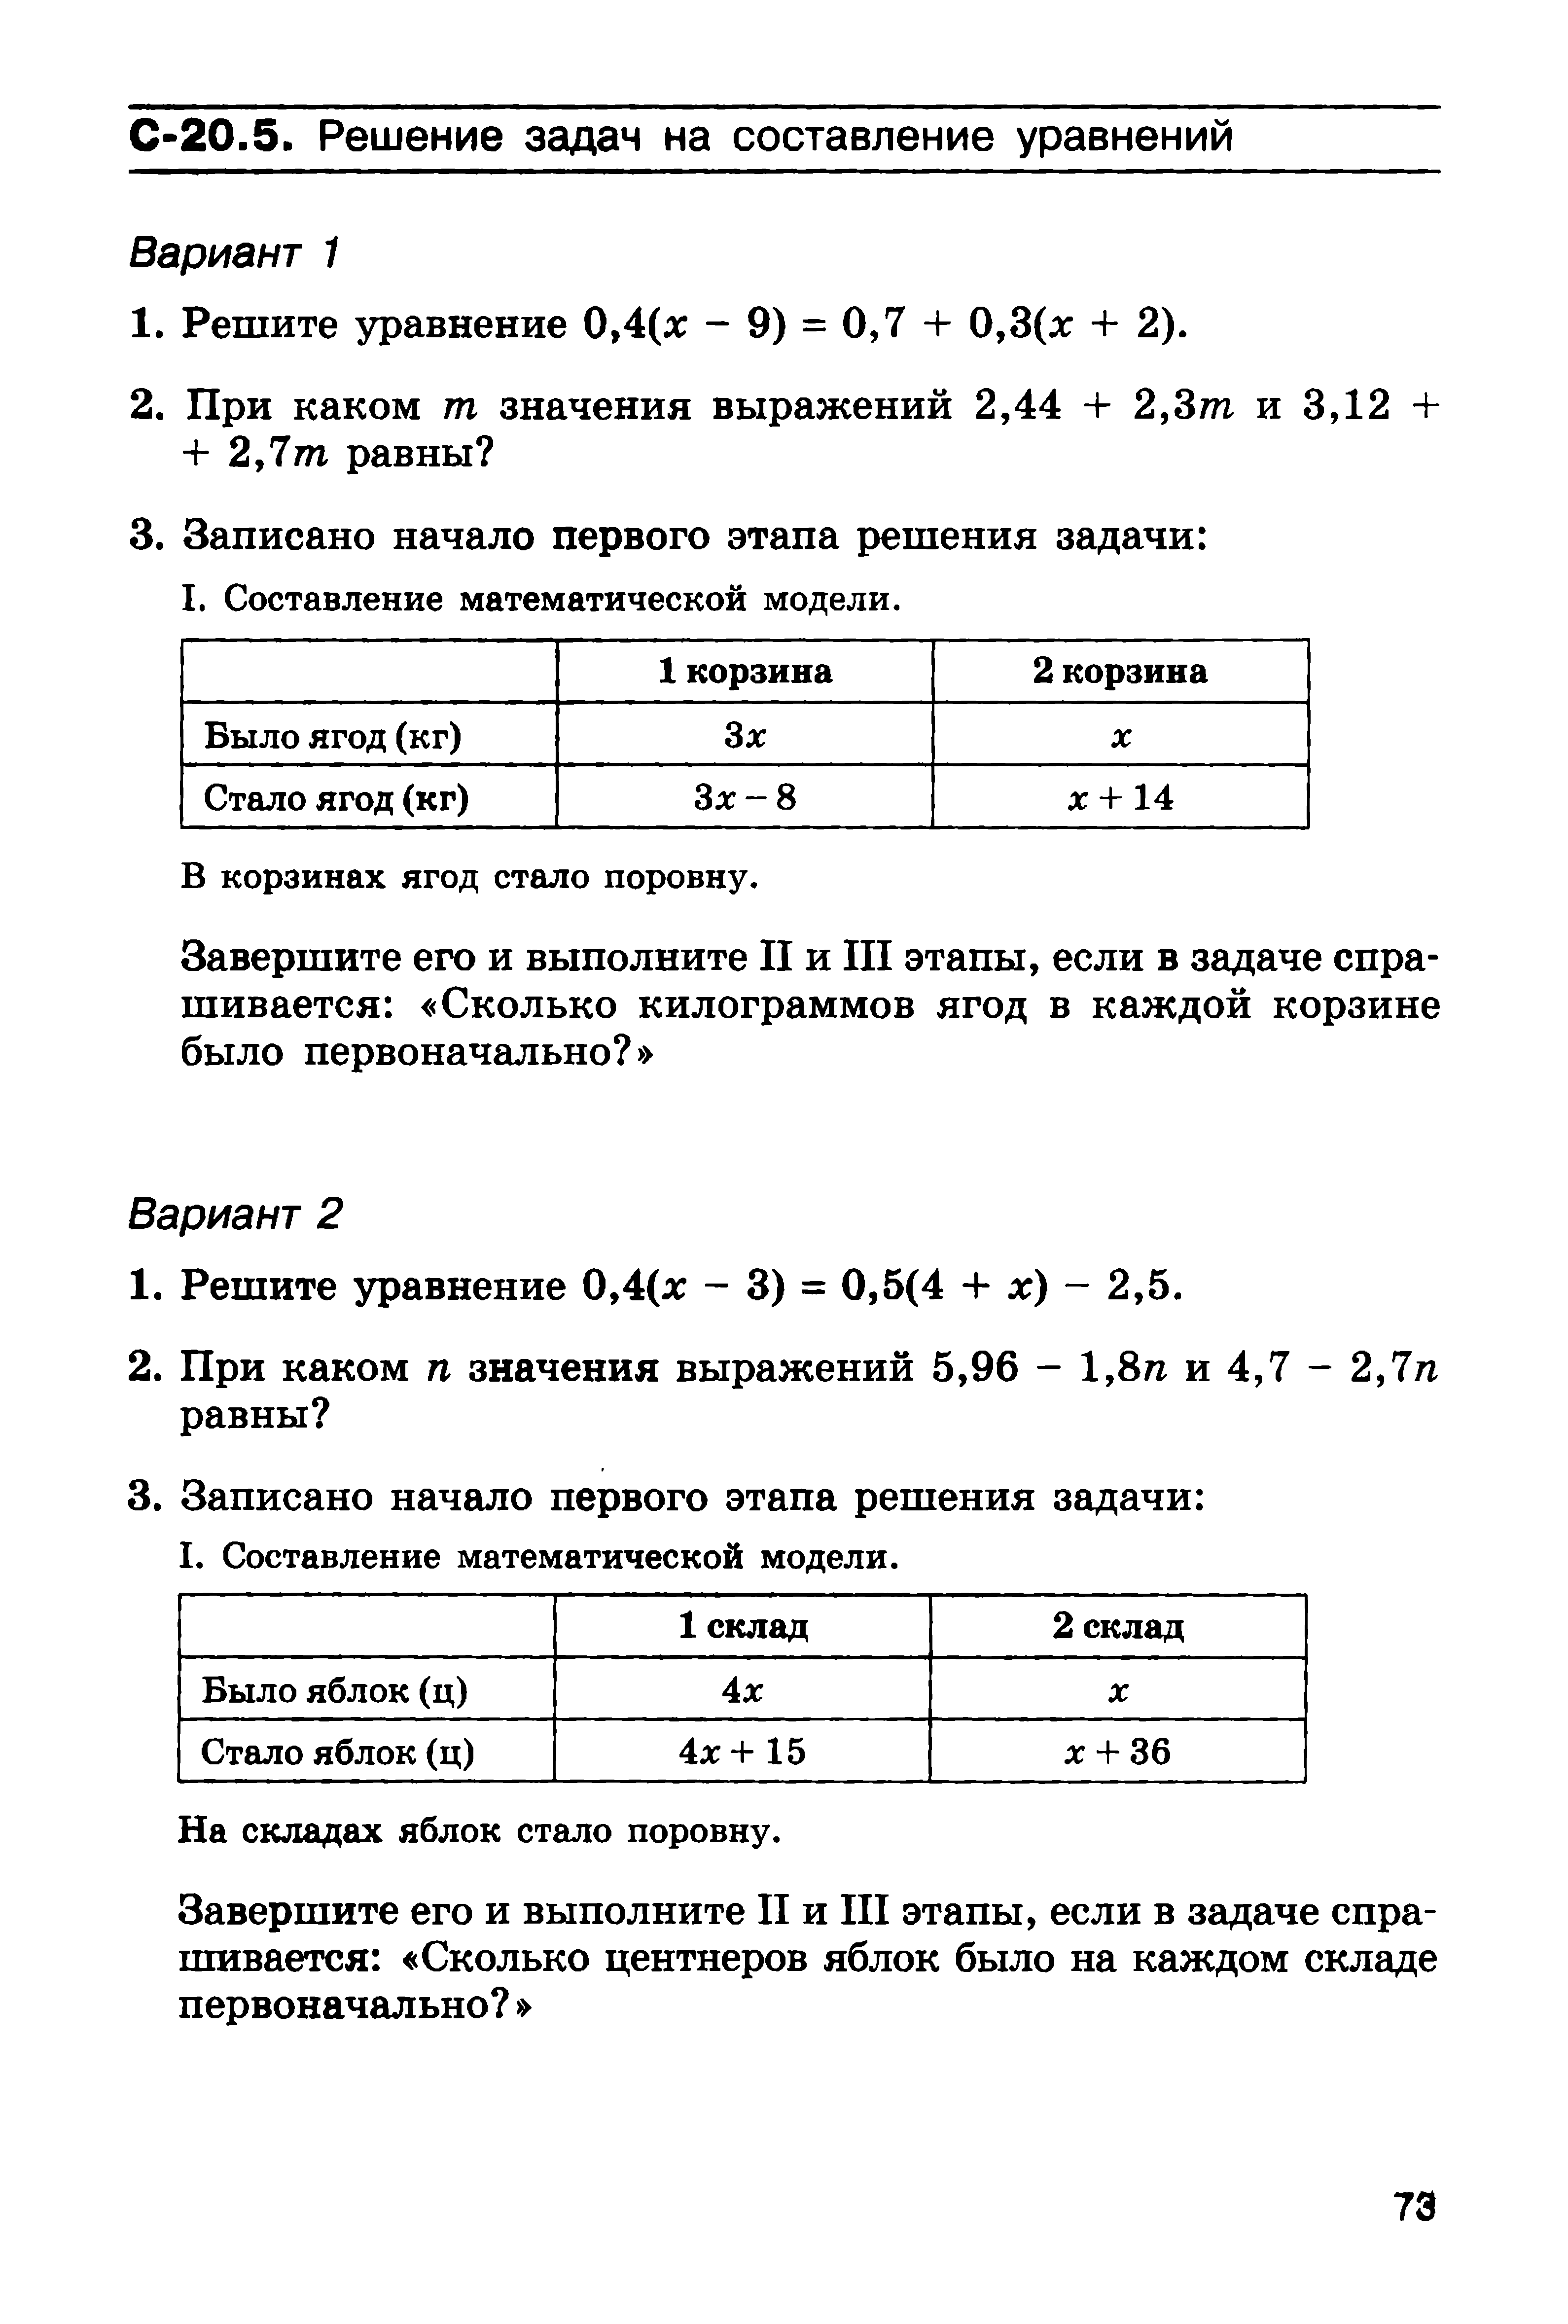 С-20.5. Решение задач на составление уравнений
Вариант 1
1. Решите уравнение 0,4(x − 9) = 0,7 + 0,3(x + 2).
2. При каком m значения выражений 2,44 + 2,3m и 3,12 +
+ 2,7m равны?
3. Записано начало первого этапа решения задачи:
I. Составление математической модели.
1 корзина 2 корзина
Было ягод (кг) 3x x
Стало ягод (кг) 3x − 8 x + 14
В корзинах ягод стало поровну.
Завершите его и выполните II и III этапы, если в задаче спра-
шивается: «Сколько килограммов ягод в каждой корзине
было первоначально?»
Вариант 2
1. Решите уравнение 0,4(x − 3) = 0,5(4 + x) − 2,5.
2. При каком n значения выражений 5,96 − 1,8n и 4,7 − 2,7n
равны?
3. Записано начало первого этапа решения задачи:
I. Составление математической модели.
1 склад 2 склад
Было яблок (ц) 4x x
Стало яблок (ц) 4x + 15 x + 36
На складах яблок стало поровну.
Завершите его и выполните II и III этапы, если в задаче спра-
шивается: «Сколько центнеров яблок было на каждом складе
первоначально?»
73